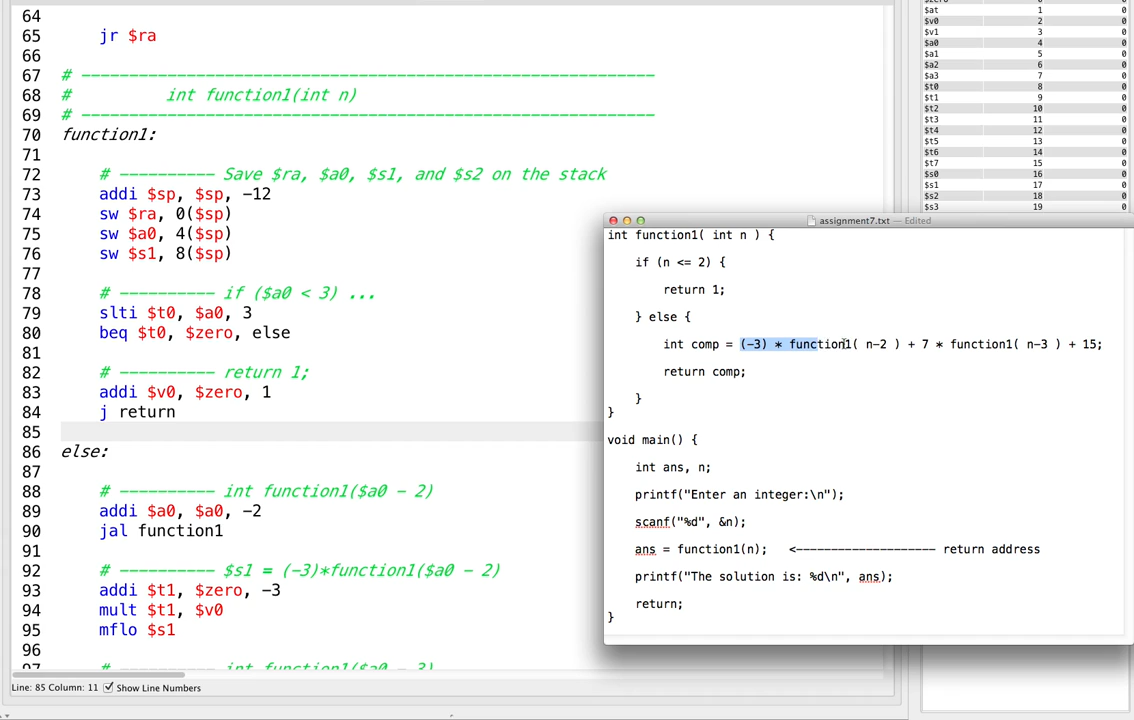 64
65 jr $ra
66
67 # ------------------------------------------------------------
68 # int function1(int n)
69 # ------------------------------------------------------------
70 function1:
71
72 # ---------- Save $ra, $a0, $s1, and $s2 on the stack
73 addi $sp, $sp, -12
74 sw $ra, 0($sp)
75 sw $a0, 4($sp)
76 sw $s1, 8($sp)
77
78 # ---------- if ($a0 < 3) ...
79 slti $t0, $a0, 3
80 beq $t0, $zero, else
81
82 # ---------- return 1;
83 addi $v0, $zero, 1
84 j return
85
86 else:
87
88 # ---------- int function1($a0 - 2)
89 addi $a0, $a0, -2
90 jal function1
91
92 # ---------- $s1 = (-3)*function1($a0 - 2)
93 addi $t1, $zero, -3
94 mult $t1, $v0
95 mflo $s1
96
97 # ---------- int function1($a0 - 3)
Line: 85 Column: 11 Show Line Numbers
$zero 0 0
$at 1 0
$v0 2 0
$v1 3 0
$a0 4 0
$a1 5 0
$a2 6 0
$a3 7 0
$t0 8 0
$t1 9 0
$t2 10 0
$t3 11 0
$t4 12 0
$t5 13 0
$t6 14 0
$t7 15 0
$s0 16 0
$s1 17 0
$s2 18 0
$s3 19 0
assignment7.txt — Edited
int function1( int n ) {
if (n <= 2) {
return 1;
} else {
int comp = (-3) * function1( n-2 ) + 7 * function1( n-3 ) + 15;
return comp;
}
}
void main() {
int ans, n;
printf("Enter an integer:\n");
scanf("%d", &n);
ans = function1(n); <-------------------- return address
printf("The solution is: %d\n", ans);
return;
}